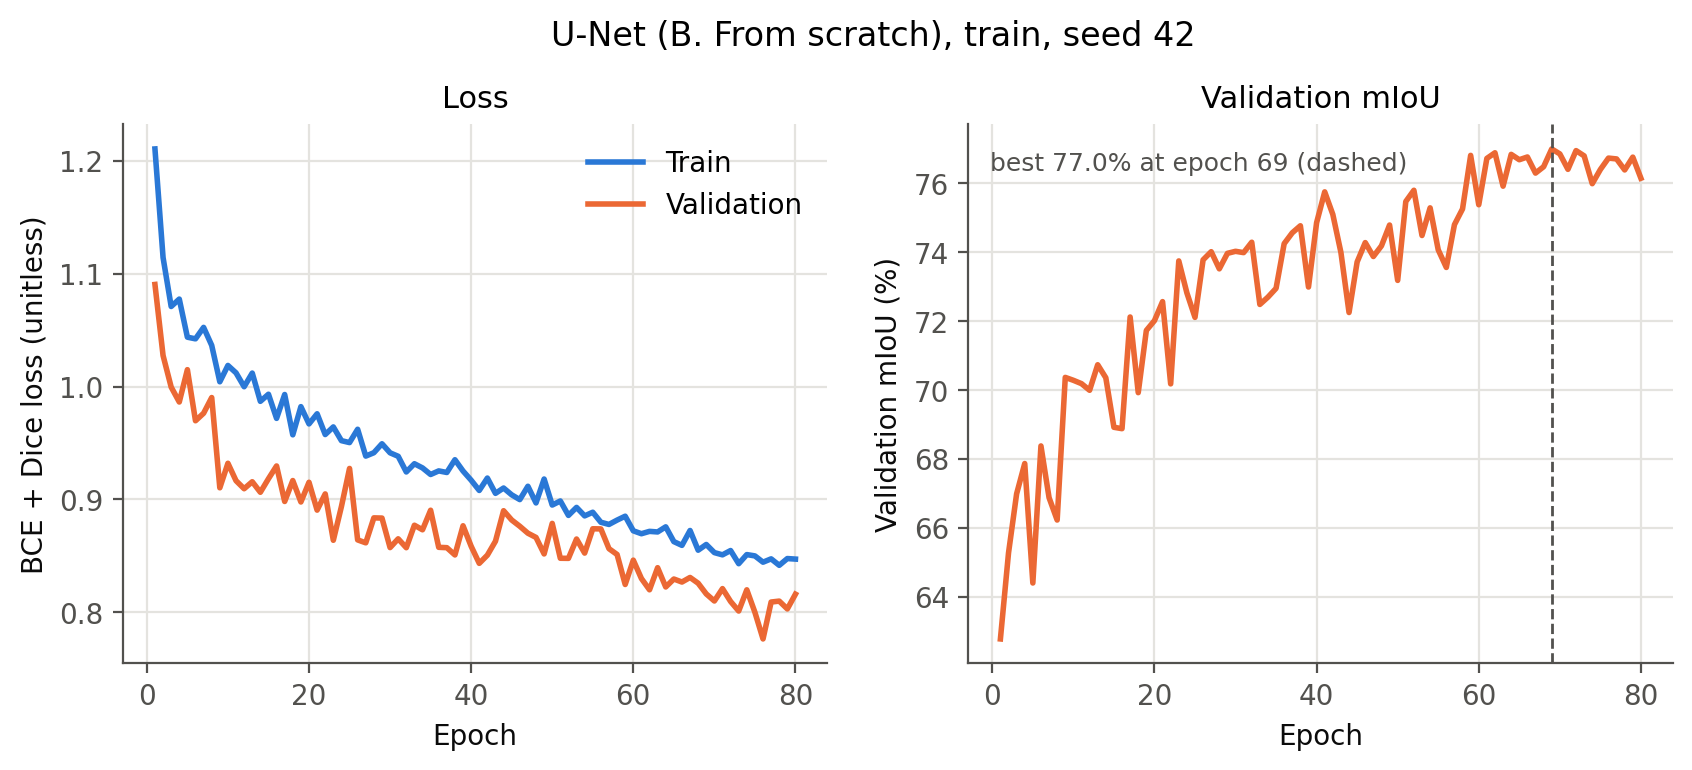 U-Net (B. From scratch), train, seed 42
Loss
1.2
1.1
1.0
0.9
0.8
BCE + Dice loss (unitless)
Train
Validation
0
20
40
60
80
Epoch
Validation mIoU
best 77.0% at epoch 69 (dashed)
76
74
72
70
68
66
64
Validation mIoU (%)
0
20
40
60
80
Epoch